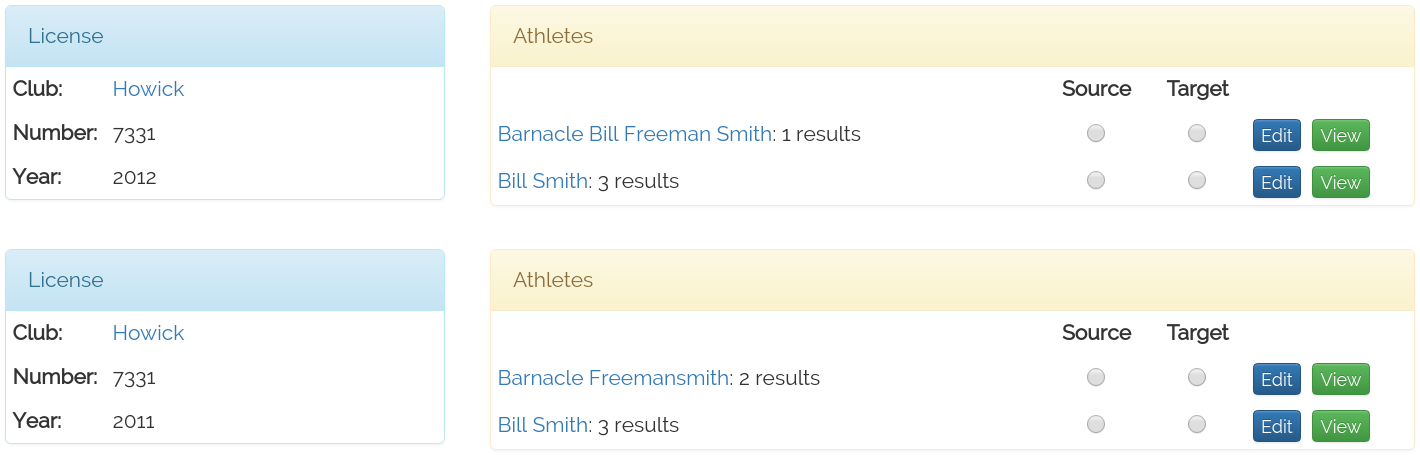 License
Club: Howick
Number: 7331
Year: 2012
Athletes
Source Target
Barnacle Bill Freeman Smith: 1 results Edit View
Bill Smith: 3 results Edit View
License
Club: Howick
Number: 7331
Year: 2011
Athletes
Source Target
Barnacle Freemansmith: 2 results Edit View
Bill Smith: 3 results Edit View